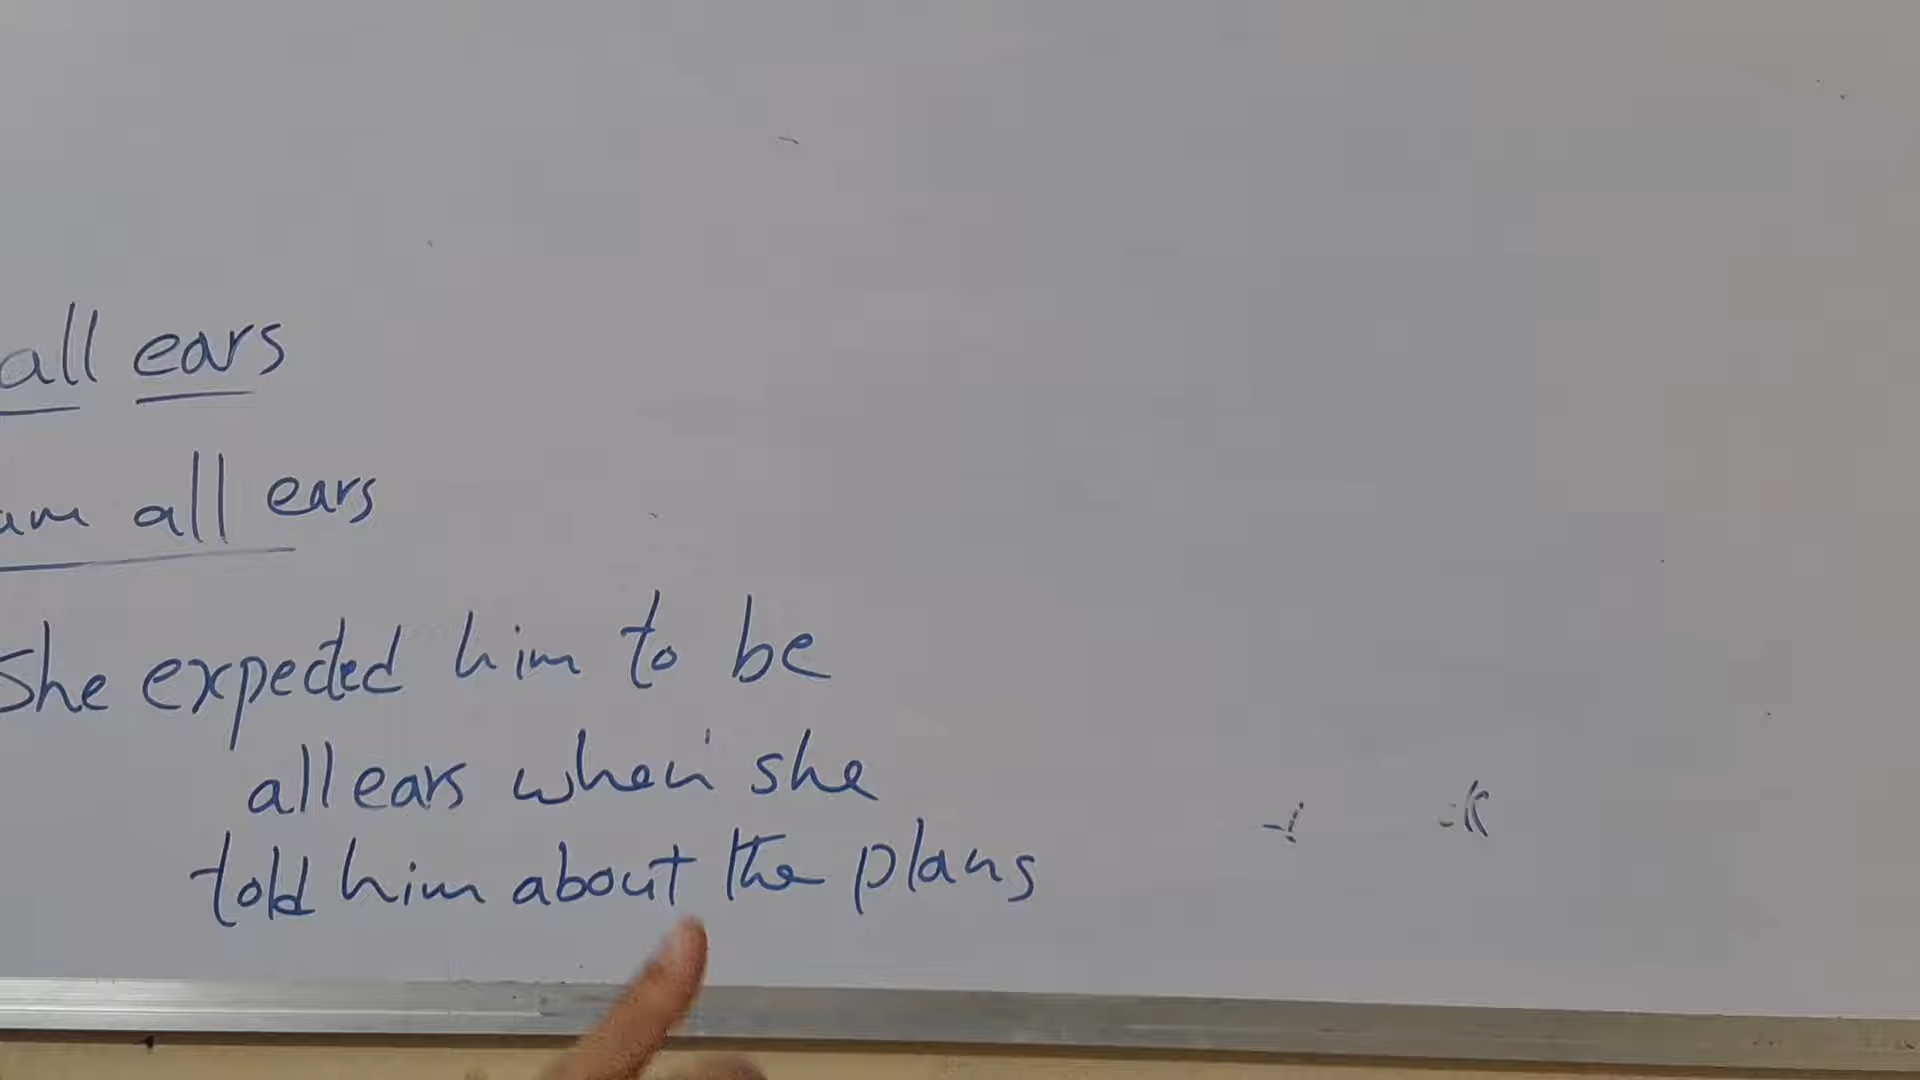 all ears
am all ears
She expected him to be
all ears when she
told him about the plans